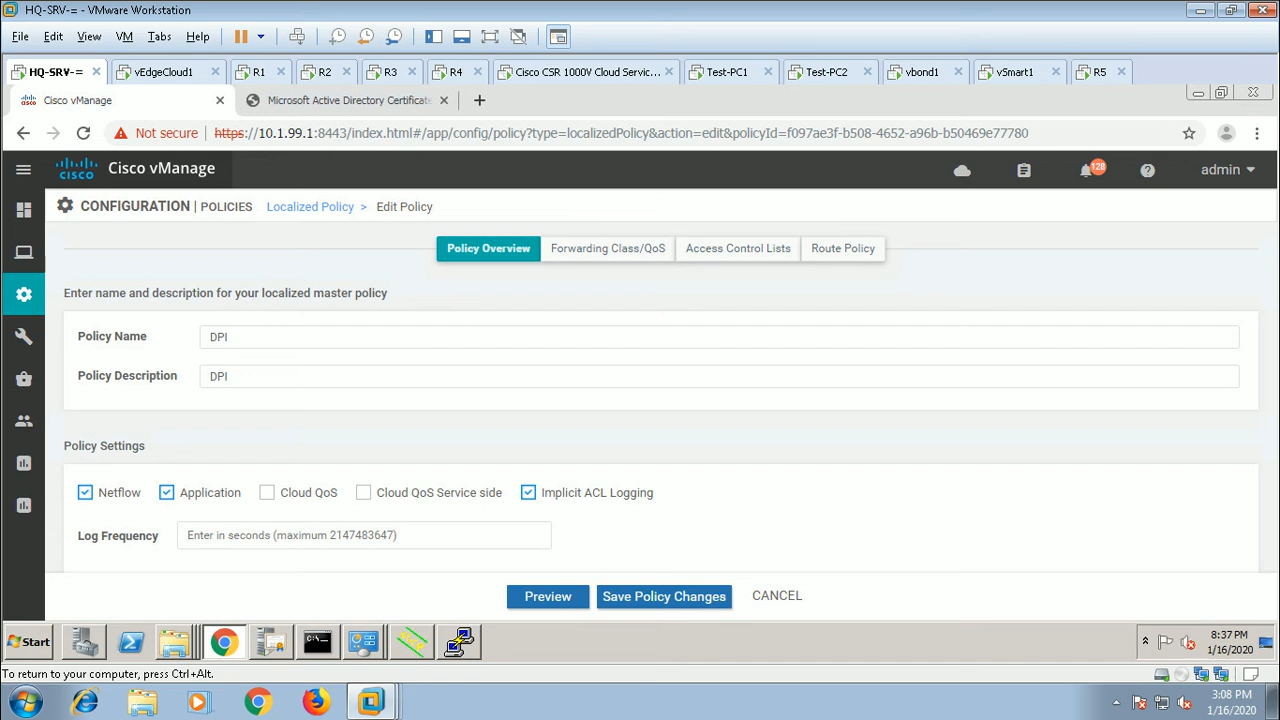 HQ-SRV-= - VMware Workstation
File Edit View VM Tabs Help
HQ-SRV-= vEdgeCloud1 R1 R2 R3 R4 Cisco CSR 1000V Cloud Servic... Test-PC1 Test-PC2 vbond1 vSmart1 R5
Cisco vManage Microsoft Active Directory Certificat
Not secure https://10.1.99.1:8443/index.html#/app/config/policy?type=localizedPolicy&action=edit&policyId=f097ae3f-b508-4652-a96b-b50469e77780
cisco Cisco vManage 128 admin
CONFIGURATION | POLICIES Localized Policy > Edit Policy
Policy Overview Forwarding Class/QoS Access Control Lists Route Policy
Enter name and description for your localized master policy
Policy Name DPI
Policy Description DPI
Policy Settings
Netflow Application Cloud QoS Cloud QoS Service side Implicit ACL Logging
Log Frequency Enter in seconds (maximum 2147483647)
Preview Save Policy Changes CANCEL
Start 8:37 PM
1/16/2020
To return to your computer, press Ctrl+Alt.
3:08 PM
1/16/2020